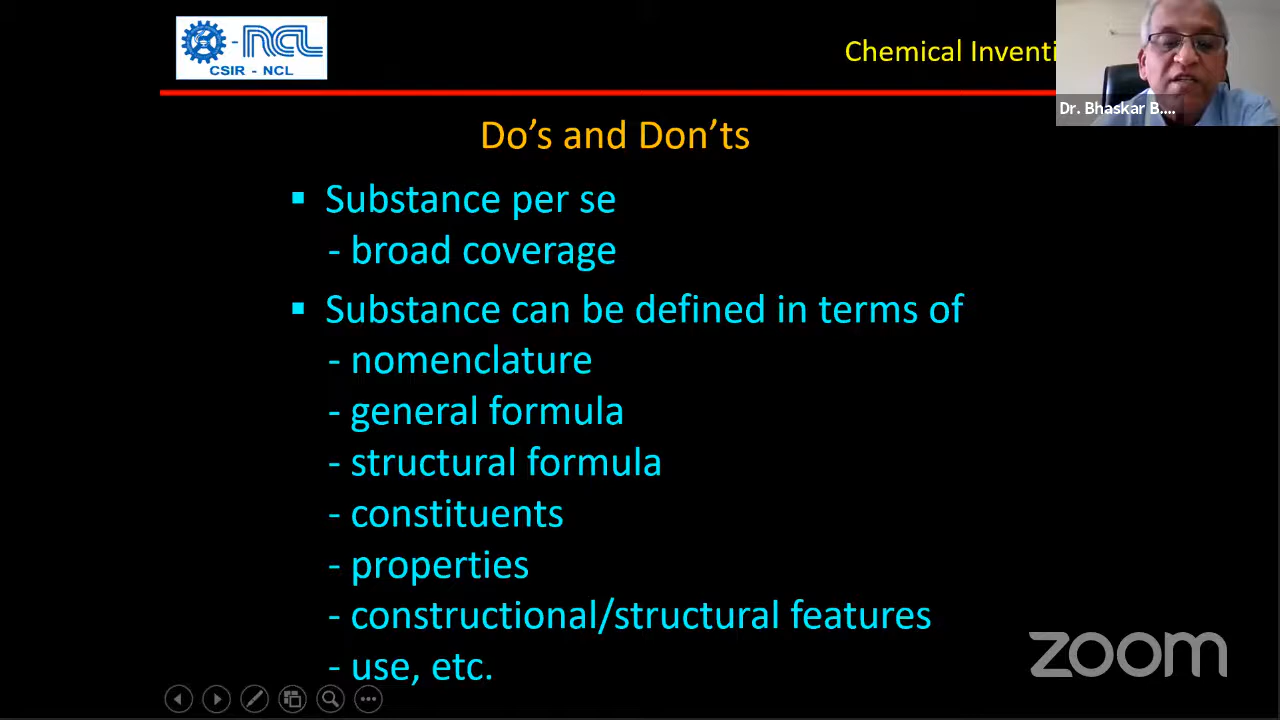 NCL
CSIR - NCL
Chemical Inventi
Dr. Bhaskar B....
Do’s and Don’ts
▪ Substance per se
- broad coverage
▪ Substance can be defined in terms of
- nomenclature
- general formula
- structural formula
- constituents
- properties
- constructional/structural features
- use, etc.
zoom